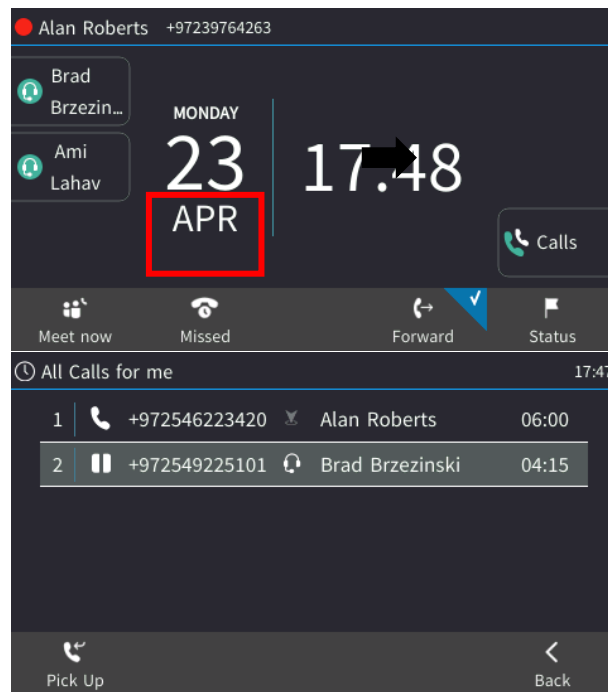 Alan Roberts +97239764263
Brad
Brzezin...
Ami
Lahav
MONDAY
23
APR
17:48
Calls
Meet now Missed Forward Status
All Calls for me 17:47
1 +972546223420 Alan Roberts 06:00
2 +972549225101 Brad Brzezinski 04:15
Pick Up Back